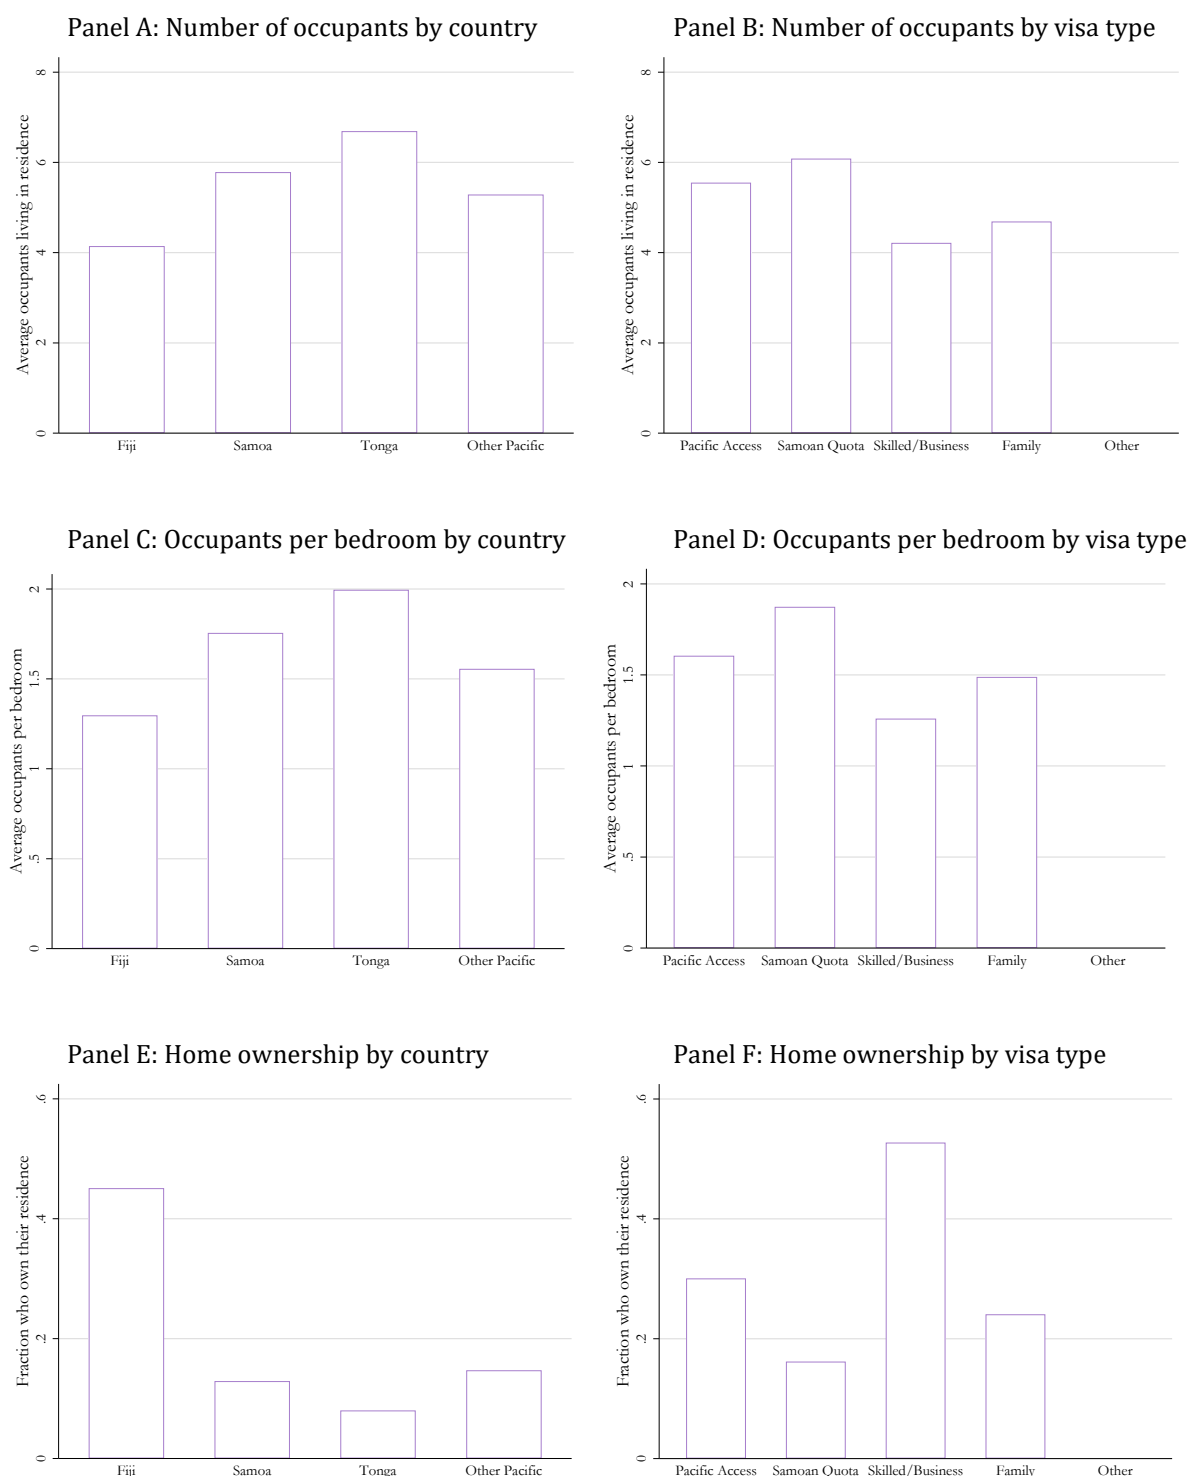 Panel A: Number of occupants by country
Average occupants living in residence
8
6
4
2
0
Fiji Samoa Tonga Other Pacific
Panel B: Number of occupants by visa type
Average occupants living in residence
8
6
4
2
0
Pacific Access Samoan Quota Skilled/Business Family Other
Panel C: Occupants per bedroom by country
Average occupants per bedroom
2
1.5
1
.5
0
Fiji Samoa Tonga Other Pacific
Panel D: Occupants per bedroom by visa type
Average occupants per bedroom
2
1.5
1
.5
0
Pacific Access Samoan Quota Skilled/Business Family Other
Panel E: Home ownership by country
Fraction who own their residence
.6
.4
.2
0
Fiji Samoa Tonga Other Pacific
Panel F: Home ownership by visa type
Fraction who own their residence
.6
.4
.2
0
Pacific Access Samoan Quota Skilled/Business Family Other